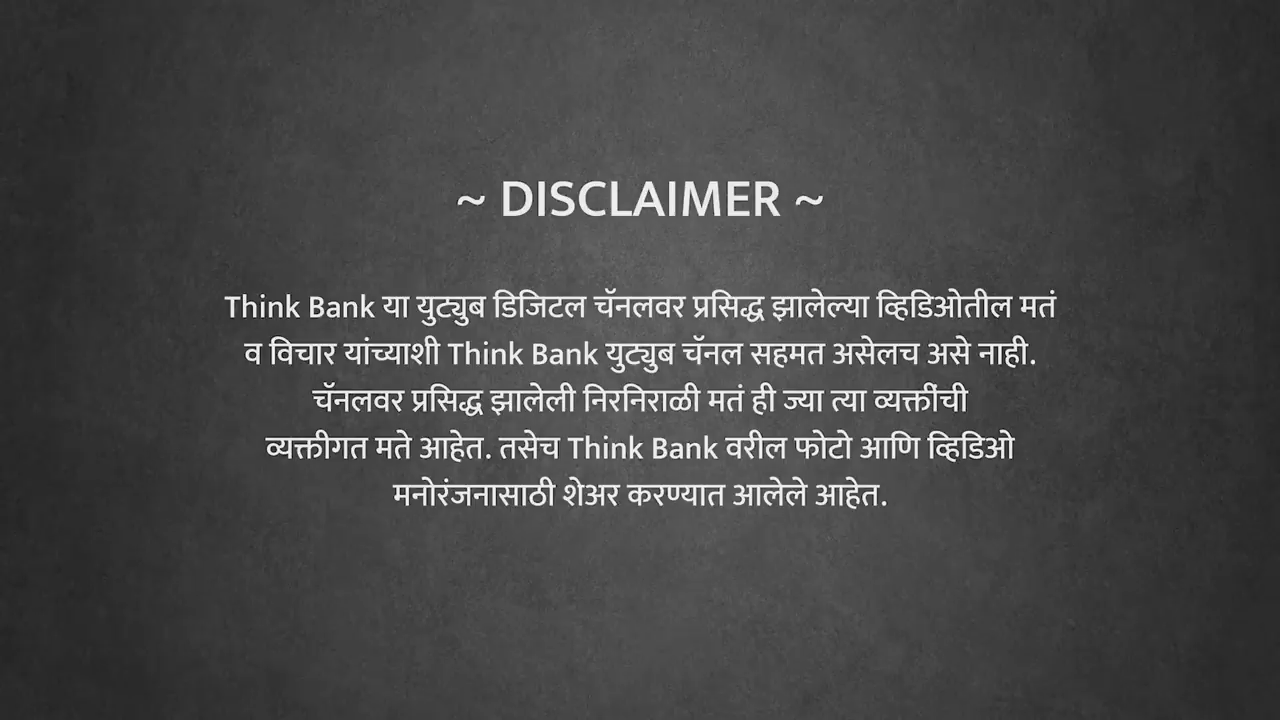 ~ DISCLAIMER ~
Think Bank या युट्युब डिजिटल चॅनलवर प्रसिद्ध झालेल्या व्हिडिओतील मतं
व विचार यांच्याशी Think Bank युट्युब चॅनल सहमत असेलच असे नाही.
चॅनलवर प्रसिद्ध झालेली निरनिराळी मतं ही ज्या त्या व्यक्तींची
व्यक्तीगत मते आहेत. तसेच Think Bank वरील फोटो आणि व्हिडिओ
मनोरंजनासाठी शेअर करण्यात आलेले आहेत.